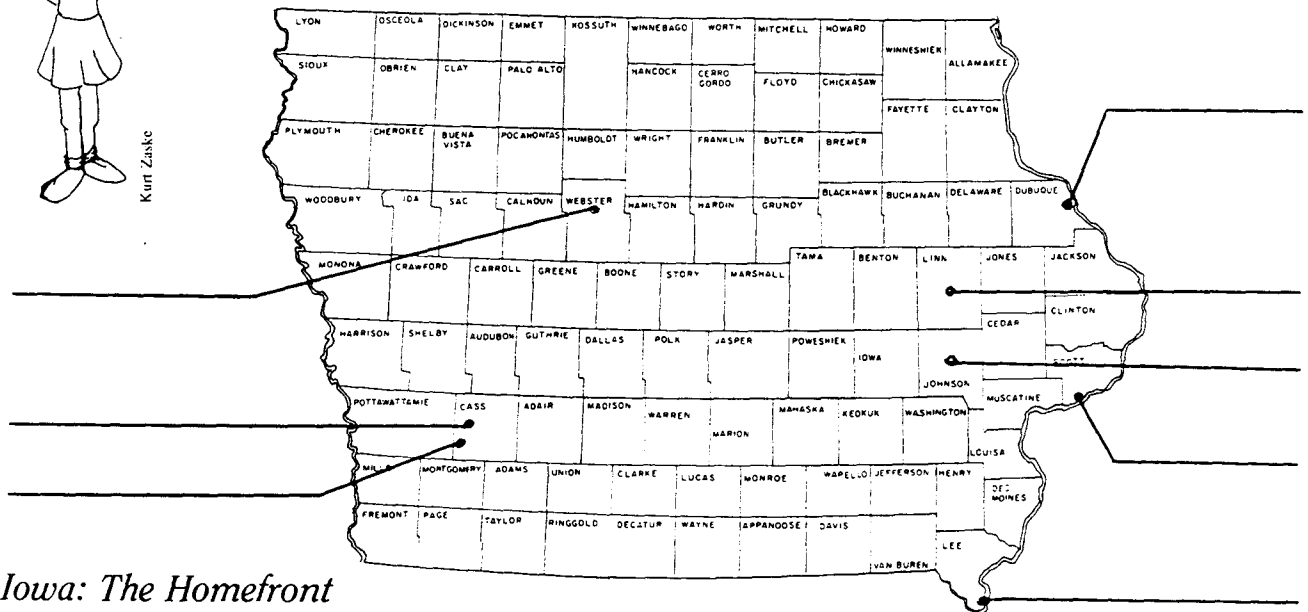 LYON OSCEOLA DICKINSON EMMET KOSSUTH WINNEBAGO WORTH MITCHELL HOWARD
WINNESHIEK ALLAMAKEE
SIOUX OBRIEN CLAY PALO ALTO HANCOCK CERRO
GORDO FLOYD CHICKASAW
FAYETTE CLAYTON
PLYMOUTH CHEROKEE BUENA
VISTA POCAHONTAS HUMBOLDT WRIGHT FRANKLIN BUTLER BREMER
Kurt Zaske
WOODBURY IDA SAC CALHOUN WEBSTER HAMILTON HARDIN GRUNDY BLACKHAWK BUCHANAN DELAWARE DUBUQUE
MONONA CRAWFORD CARROLL GREENE BOONE STORY MARSHALL TAMA BENTON LINN JONES JACKSON
CEDAR CLINTON
HARRISON SHELBY AUDUBON GUTHRIE DALLAS POLK JASPER POWESHIEK IOWA JOHNSON SCOTT
MUSCATINE
POTTAWATTAMIE CASS ADAIR MADISON WARREN MARION MAHASKA KEOKUK WASHINGTON
LOUISA
MILLS MONTGOMERY ADAMS UNION CLARKE LUCAS MONROE WAPELLO JEFFERSON HENRY
DES
MOINES
FREMONT PAGE TAYLOR RINGGOLD DECATUR WAYNE APPANOOSE DAVIS
VAN BUREN LEE
Iowa: The Homefront